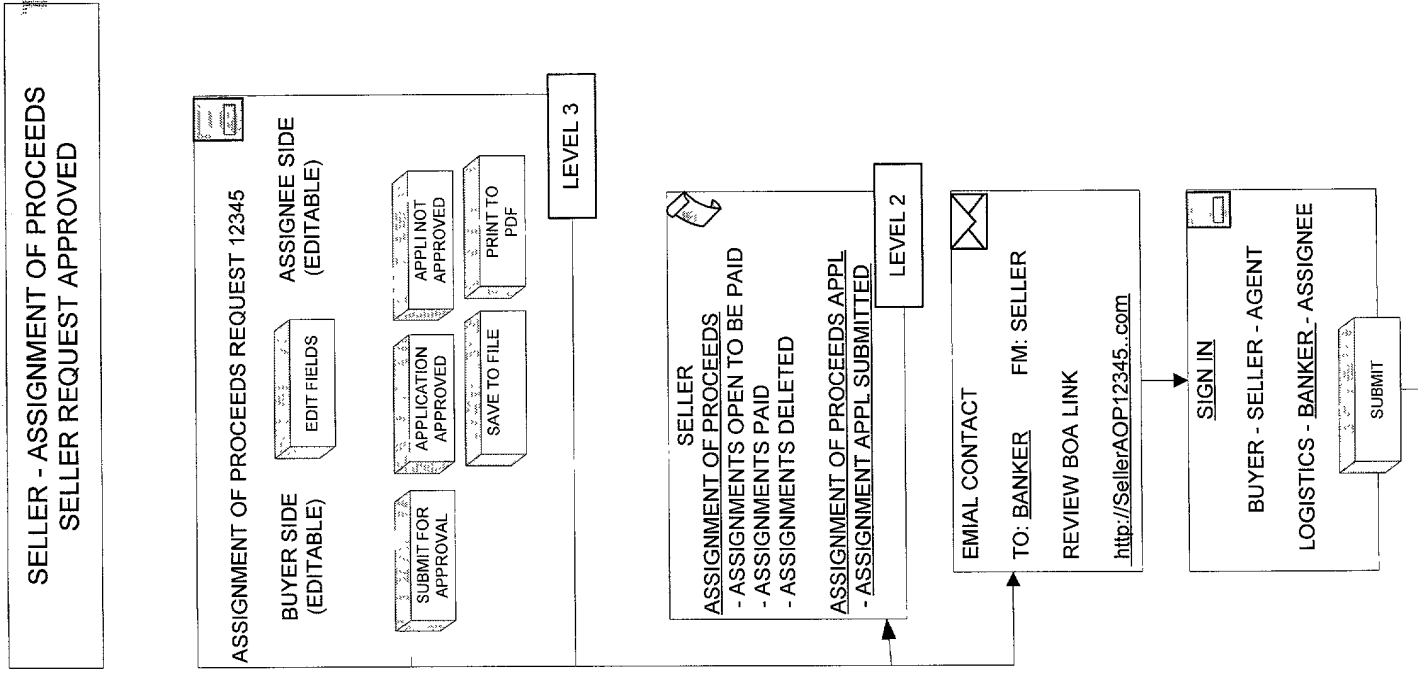 SELLER - ASSIGNMENT OF PROCEEDS
SELLER REQUEST APPROVED
ASSIGNMENT OF PROCEEDS REQUEST 12345
BUYER SIDE
(EDITABLE)
EDIT FIELDS
ASSIGNEE SIDE
(EDITABLE)
SUBMIT FOR
APPROVAL
APPLICATION
APPROVED
APPLI NOT
APPROVED
SAVE TO FILE
PRINT TO
PDF
LEVEL 3
SELLER
ASSIGNMENT OF PROCEEDS
- ASSIGNMENTS OPEN TO BE PAID
- ASSIGNMENTS PAID
- ASSIGNMENTS DELETED
ASSIGNMENT OF PROCEEDS APPL
- ASSIGNMENT APPL SUBMITTED
LEVEL 2
EMIAL CONTACT
TO: BANKER FM: SELLER
REVIEW BOA LINK
http://SellerAOP12345..com
SIGN IN
BUYER - SELLER - AGENT
LOGISTICS - BANKER - ASSIGNEE
SUBMIT